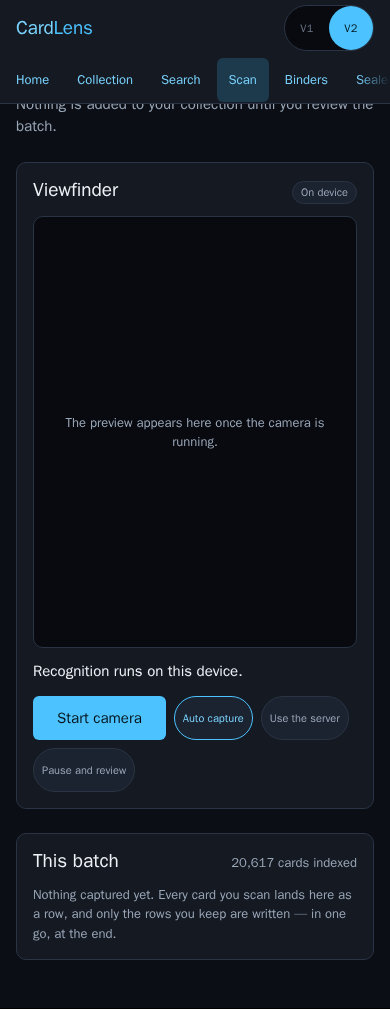 CardLens
V1
V2
Home
Collection
Search
Scan
Binders
Seale
Nothing is added to your collection until you review the
batch.
Viewfinder
On device
The preview appears here once the camera is
running.
Recognition runs on this device.
Start camera
Auto capture
Use the server
Pause and review
This batch
20,617 cards indexed
Nothing captured yet. Every card you scan lands here as
a row, and only the rows you keep are written — in one
go, at the end.